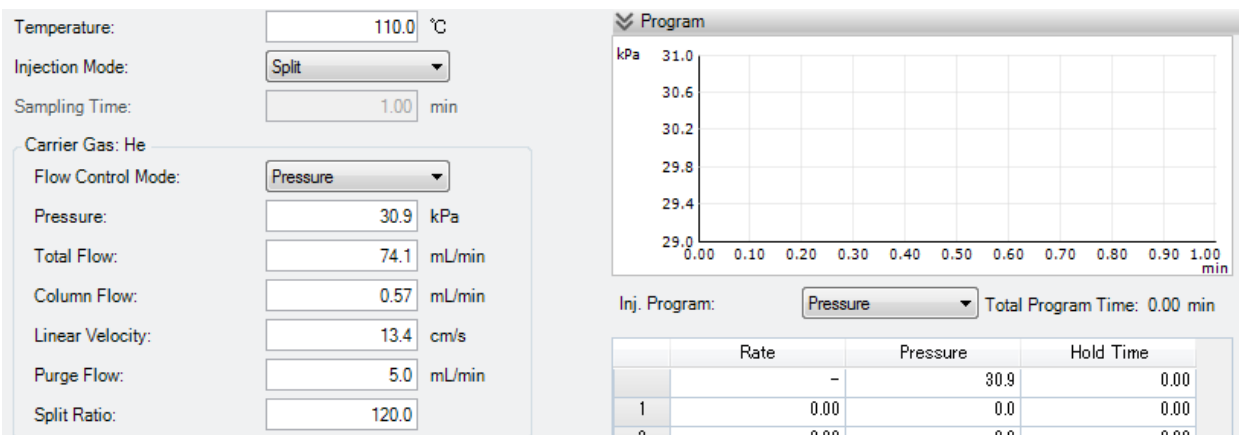 Temperature: 110.0 ℃
Injection Mode: Split
Sampling Time: 1.00 min
Carrier Gas: He
Flow Control Mode: Pressure
Pressure: 30.9 kPa
Total Flow: 74.1 mL/min
Column Flow: 0.57 mL/min
Linear Velocity: 13.4 cm/s
Purge Flow: 5.0 mL/min
Split Ratio: 120.0
Program
kPa 31.0
30.6
30.2
29.8
29.4
29.0
0.00 0.10 0.20 0.30 0.40 0.50 0.60 0.70 0.80 0.90 1.00
min
Inj. Program: Pressure Total Program Time: 0.00 min
Rate Pressure Hold Time
– 30.9 0.00
1 0.00 0.0 0.00